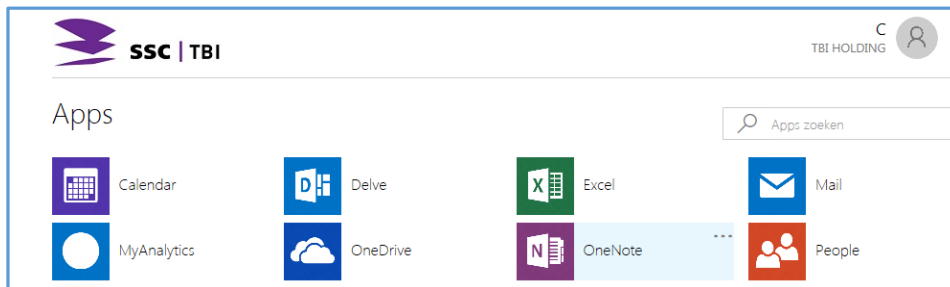 C
SSC | TBI
TBI HOLDING
Apps
Apps zoeken
Calendar
Delve
Excel
Mail
MyAnalytics
OneDrive
OneNote
People